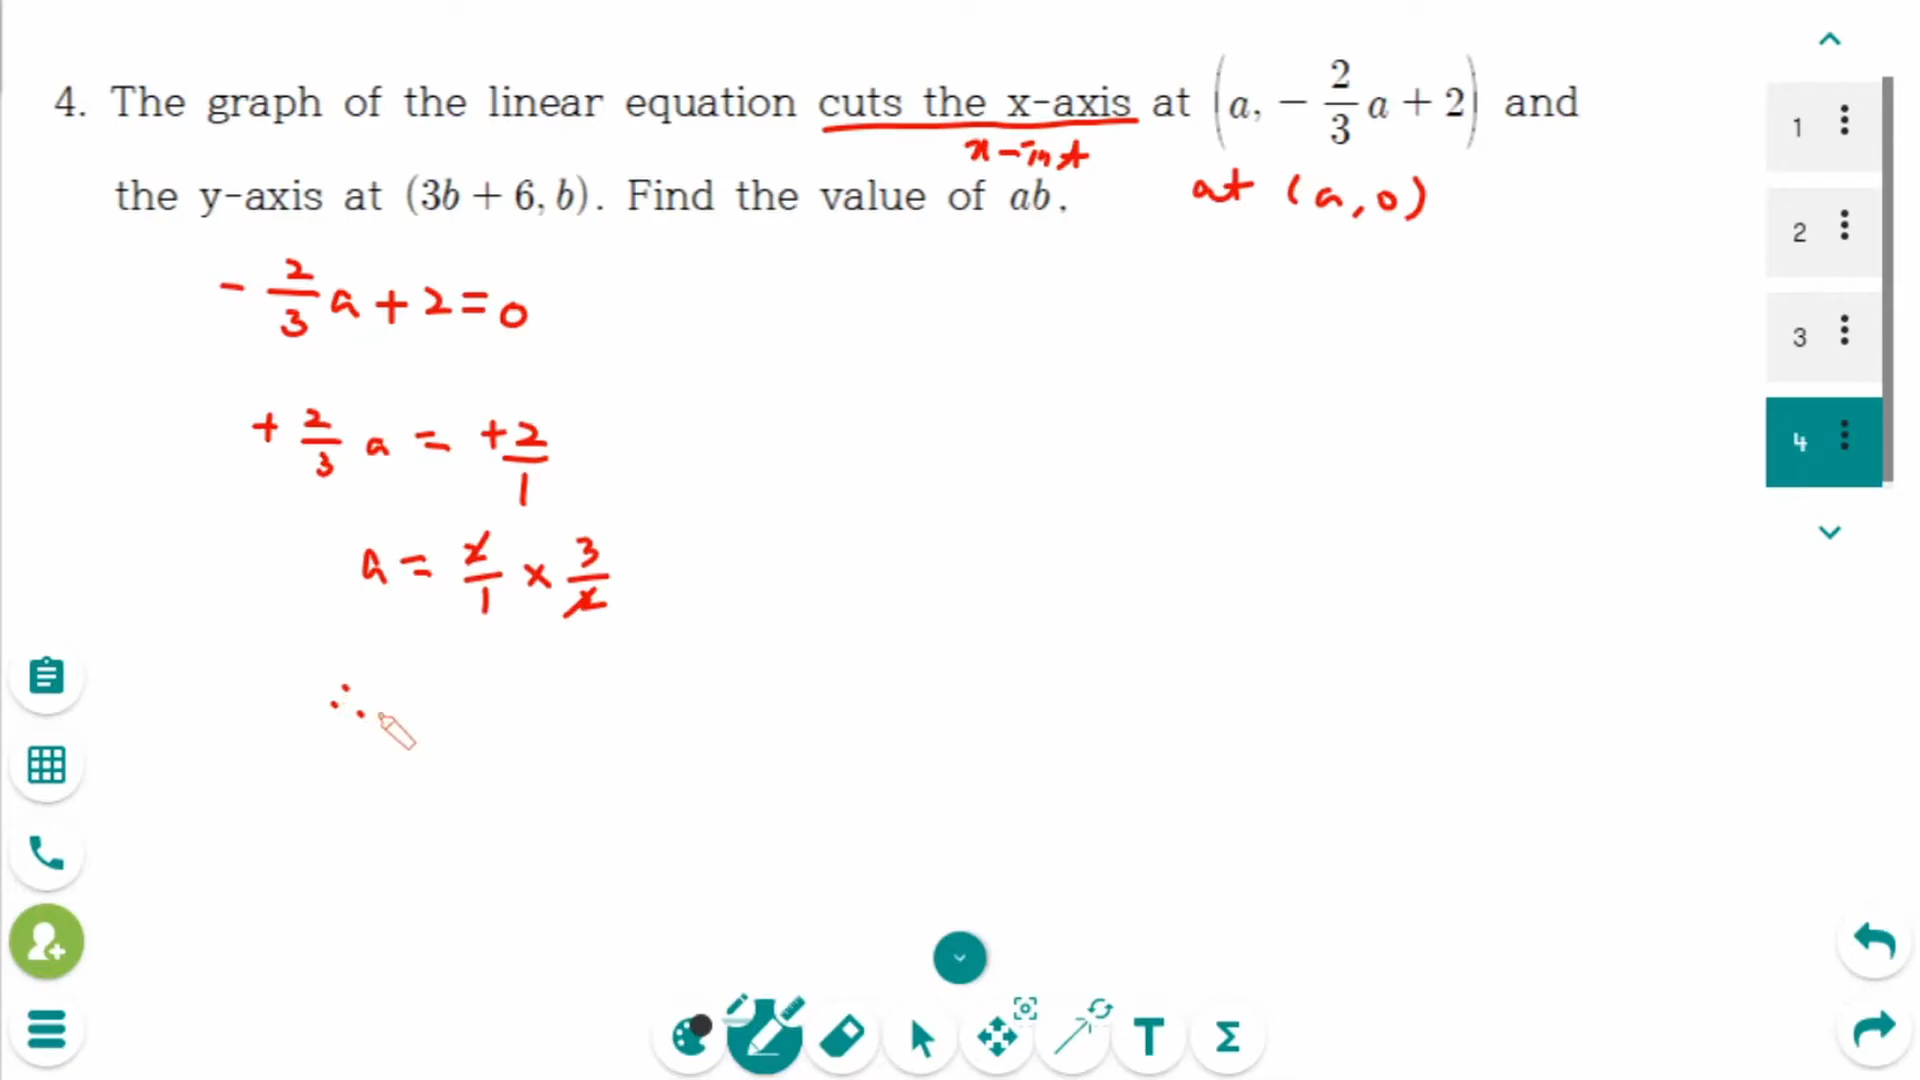 4. The graph of the linear equation cuts the x-axis at (a, -2/3 a + 2) and
x-int
the y-axis at (3b + 6, b). Find the value of ab.
at (a, 0)
- 2/3 a + 2 = 0
+ 2/3 a = +2/1
a = 2/1 × 3/2
∴
1
2
3
4
T
Σ